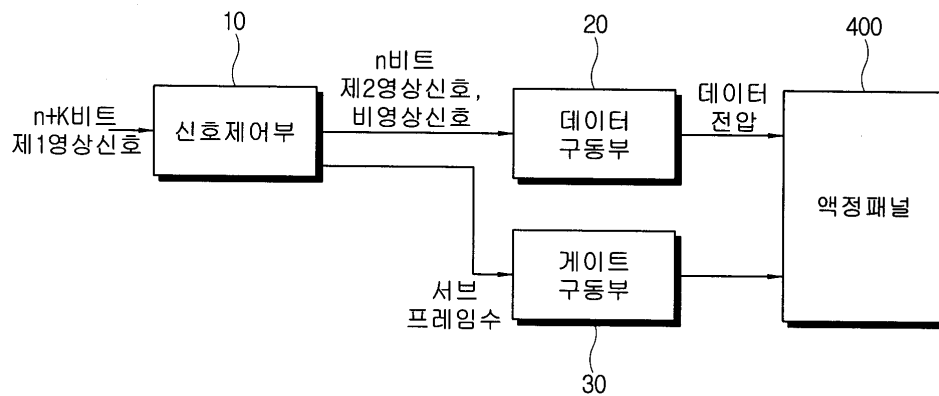 10
20
400
n비트
제2영상신호,
비영상신호
n+K비트
제1영상신호
신호제어부
데이터
구동부
데이터
전압
액정패널
게이트
구동부
서브
프레임수
30